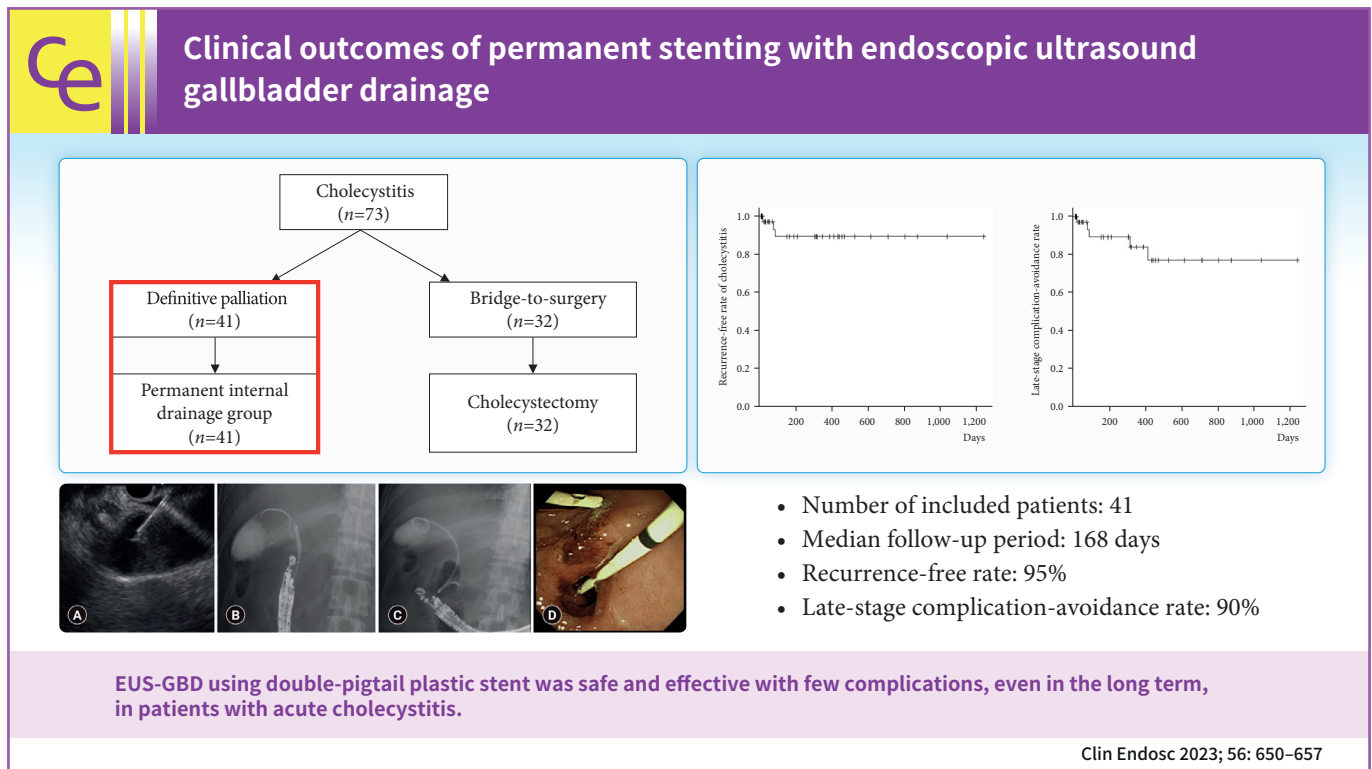 Ce
Clinical outcomes of permanent stenting with endoscopic ultrasound
gallbladder drainage
Cholecystitis
(n=73)
Definitive palliation
(n=41)
Bridge-to-surgery
(n=32)
Permanent internal
drainage group
(n=41)
Cholecystectomy
(n=32)
Recurrence-free rate of cholecystitis
1.0
0.8
0.6
0.4
0.2
0.0
200 400 600 800 1,000 1,200
Days
Late-stage complication-avoidance rate
1.0
0.8
0.6
0.4
0.2
0.0
200 400 600 800 1,000 1,200
Days
A
B
C
D
• Number of included patients: 41
• Median follow-up period: 168 days
• Recurrence-free rate: 95%
• Late-stage complication-avoidance rate: 90%
EUS-GBD using double-pigtail plastic stent was safe and effective with few complications, even in the long term,
in patients with acute cholecystitis.
Clin Endosc 2023; 56: 650–657